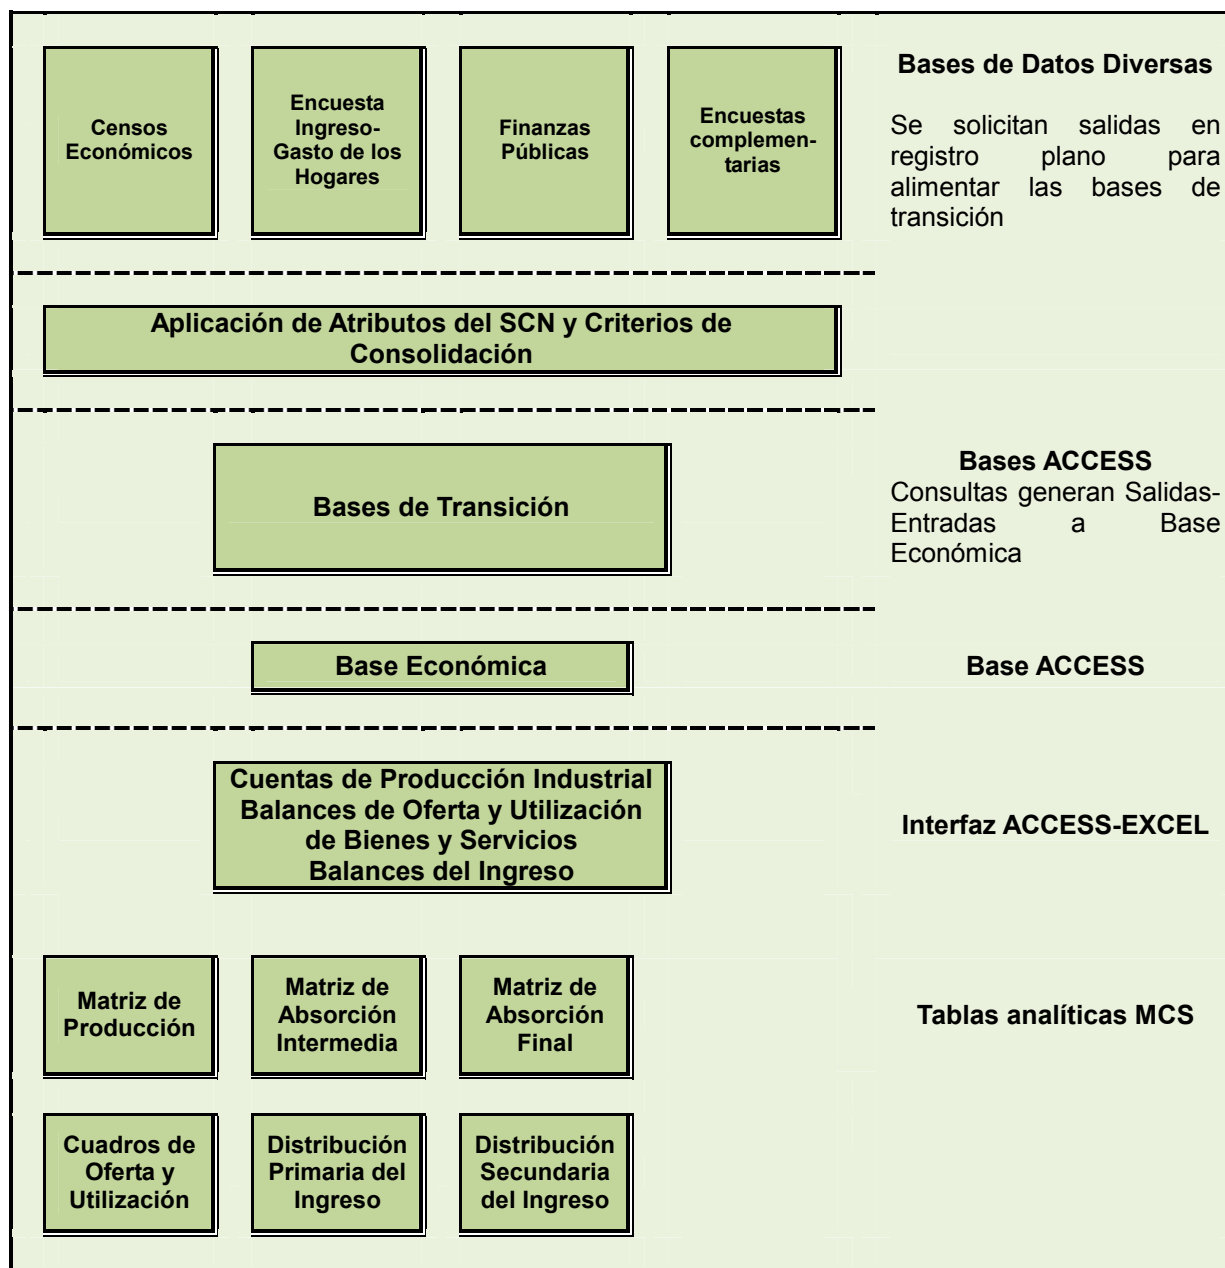 Censos
Económicos
Encuesta
Ingreso-
Gasto de los
Hogares
Finanzas
Públicas
Encuestas
complemen-
tarias
Bases de Datos Diversas
Se solicitan salidas en
registro plano para
alimentar las bases de
transición
Aplicación de Atributos del SCN y Criterios de
Consolidación
Bases de Transición
Bases ACCESS
Consultas generan Salidas-
Entradas a Base
Económica
Base Económica
Base ACCESS
Cuentas de Producción Industrial
Balances de Oferta y Utilización
de Bienes y Servicios
Balances del Ingreso
Interfaz ACCESS-EXCEL
Matriz de
Producción
Matriz de
Absorción
Intermedia
Matriz de
Absorción
Final
Tablas analíticas MCS
Cuadros de
Oferta y
Utilización
Distribución
Primaria del
Ingreso
Distribución
Secundaria
del Ingreso